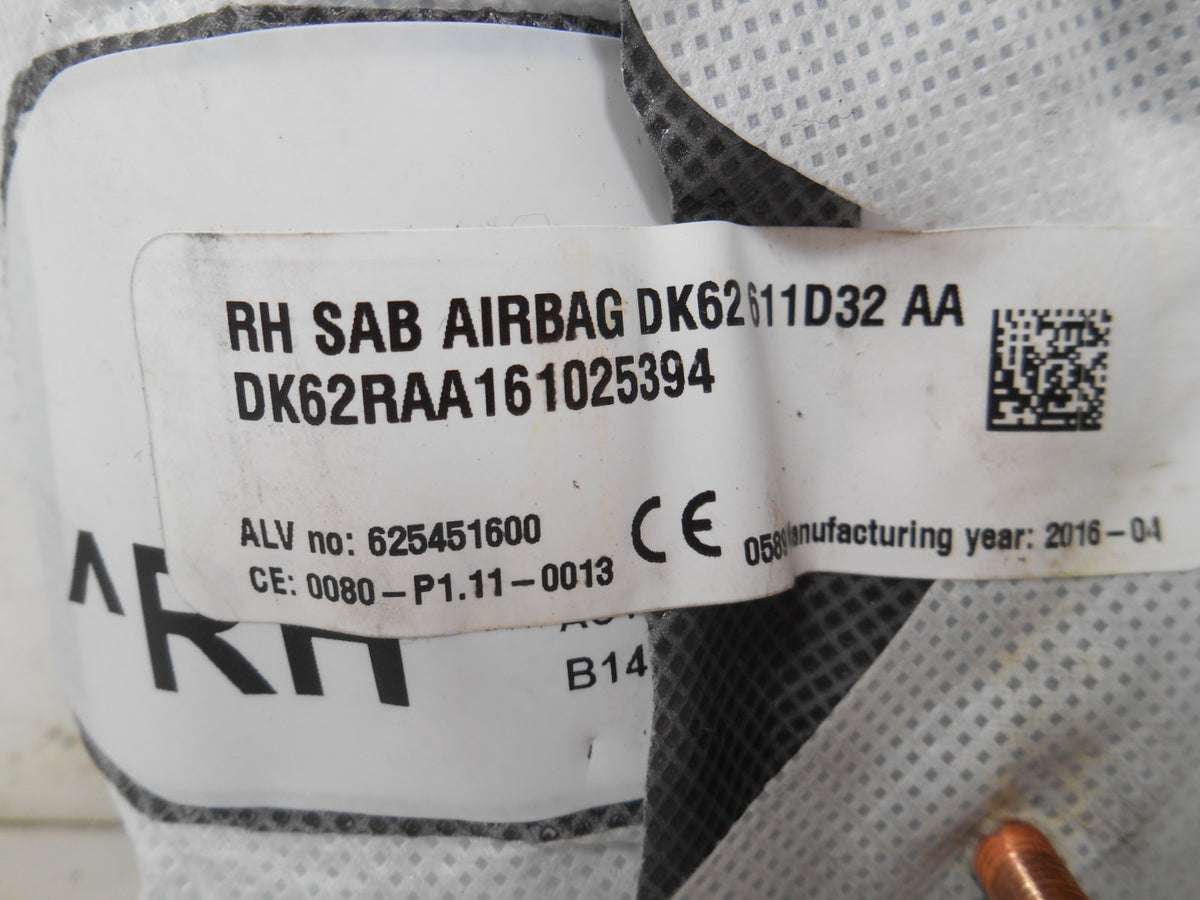 RH SAB AIRBAG DK62611D32 AA
DK62RAA161025394
ALV no: 625451600
CE 0589
Manufacturing year: 2016-04
CE: 0080-P1.11-0013
^RH
B14